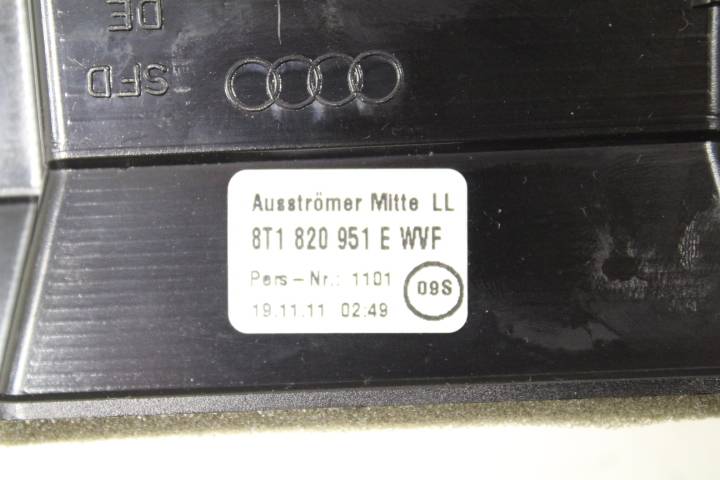 DE
SFD
Ausströmer Mitte LL
8T1 820 951 E WVF
Pers-Nr.: 1101
09S
19.11.11 02:49